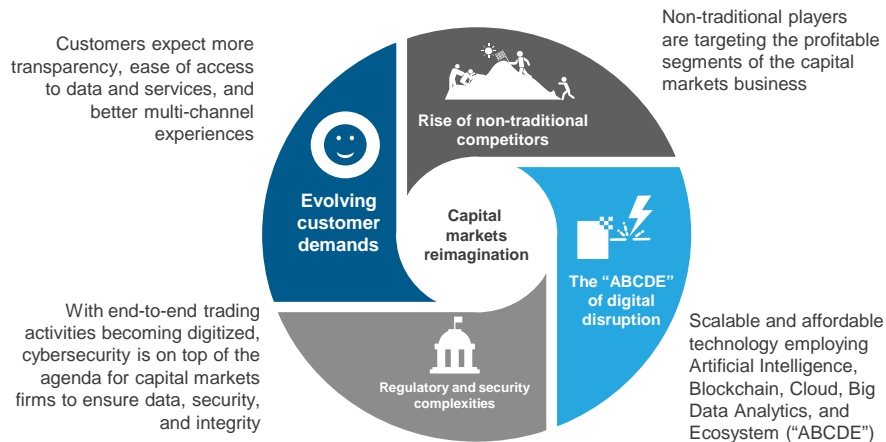 Customers expect more
transparency, ease of access
to data and services, and
better multi-channel
experiences
Non-traditional players
are targeting the profitable
segments of the capital
markets business
Rise of non-traditional
competitors
Evolving
customer
demands
Capital
markets
reimagination
The “ABCDE”
of digital
disruption
Regulatory and security
complexities
With end-to-end trading
activities becoming digitized,
cybersecurity is on top of the
agenda for capital markets
firms to ensure data, security,
and integrity
Scalable and affordable
technology employing
Artificial Intelligence,
Blockchain, Cloud, Big
Data Analytics, and
Ecosystem (“ABCDE”)